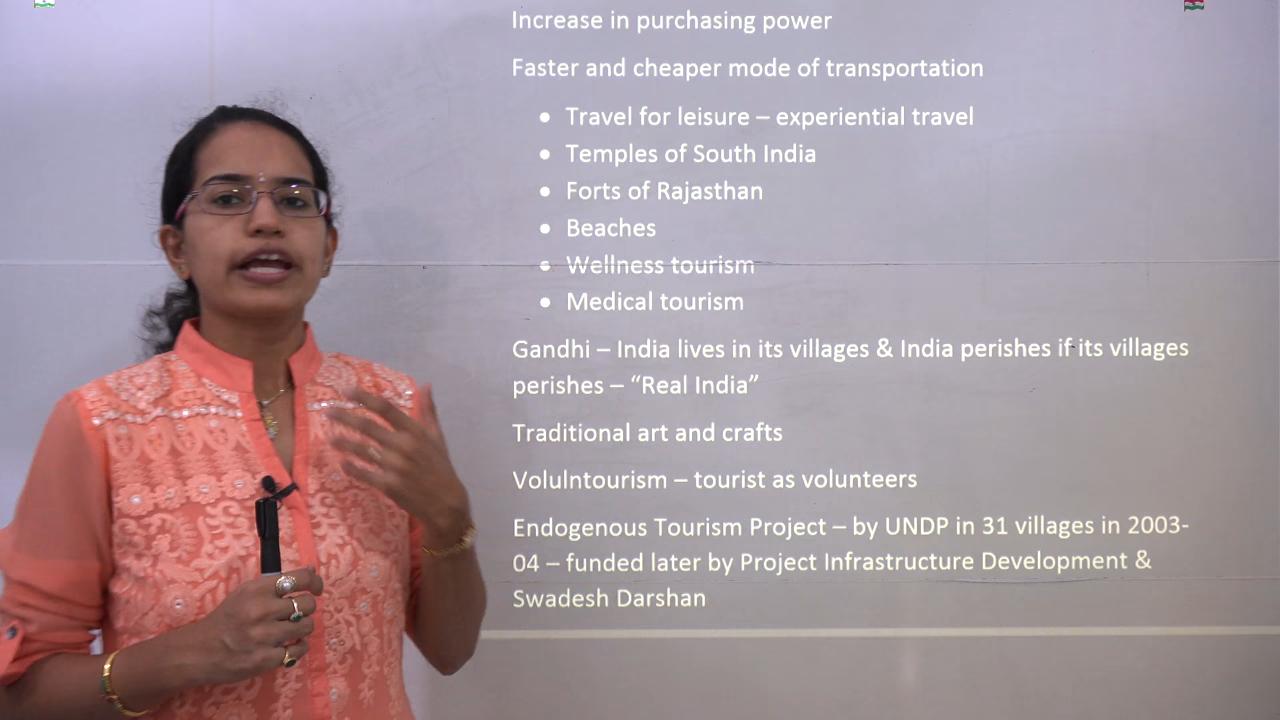 Increase in purchasing power
Faster and cheaper mode of transportation
• Travel for leisure – experiential travel
• Temples of South India
• Forts of Rajasthan
• Beaches
• Wellness tourism
• Medical tourism
Gandhi – India lives in its villages & India perishes if its villages
perishes – “Real India”
Traditional art and crafts
Volulntourism – tourist as volunteers
Endogenous Tourism Project – by UNDP in 31 villages in 2003-
04 – funded later by Project Infrastructure Development &
Swadesh Darshan